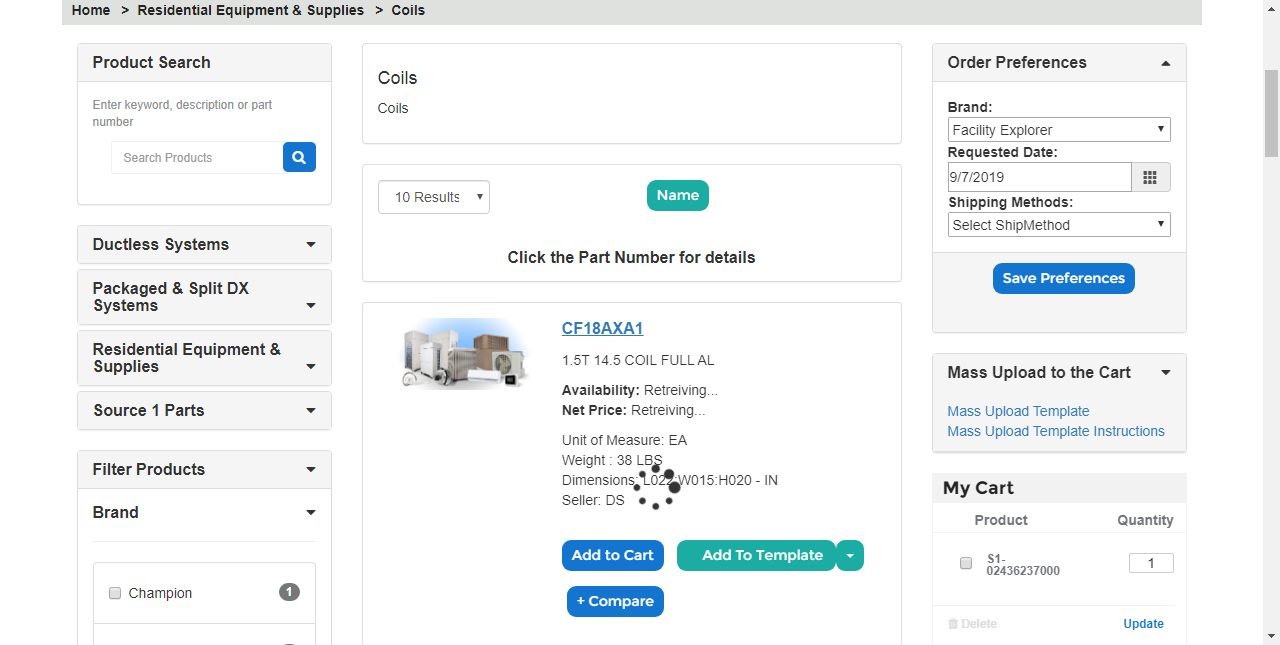 Home > Residential Equipment & Supplies > Coils
Product Search
Enter keyword, description or part
number
Search Products
Ductless Systems
Packaged & Split DX
Systems
Residential Equipment &
Supplies
Source 1 Parts
Filter Products
Brand
Champion 1
Coils
Coils
10 Results
Name
Click the Part Number for details
CF18AXA1
1.5T 14.5 COIL FULL AL
Availability: Retreiving...
Net Price: Retreiving...
Unit of Measure: EA
Weight : 38 LBS
Dimensions: L022:W015:H020 - IN
Seller: DS
Add to Cart Add To Template
+ Compare
Order Preferences
Brand:
Facility Explorer
Requested Date:
9/7/2019
Shipping Methods:
Select ShipMethod
Save Preferences
Mass Upload to the Cart
Mass Upload Template
Mass Upload Template Instructions
My Cart
Product Quantity
S1-
02436237000 1
Delete Update